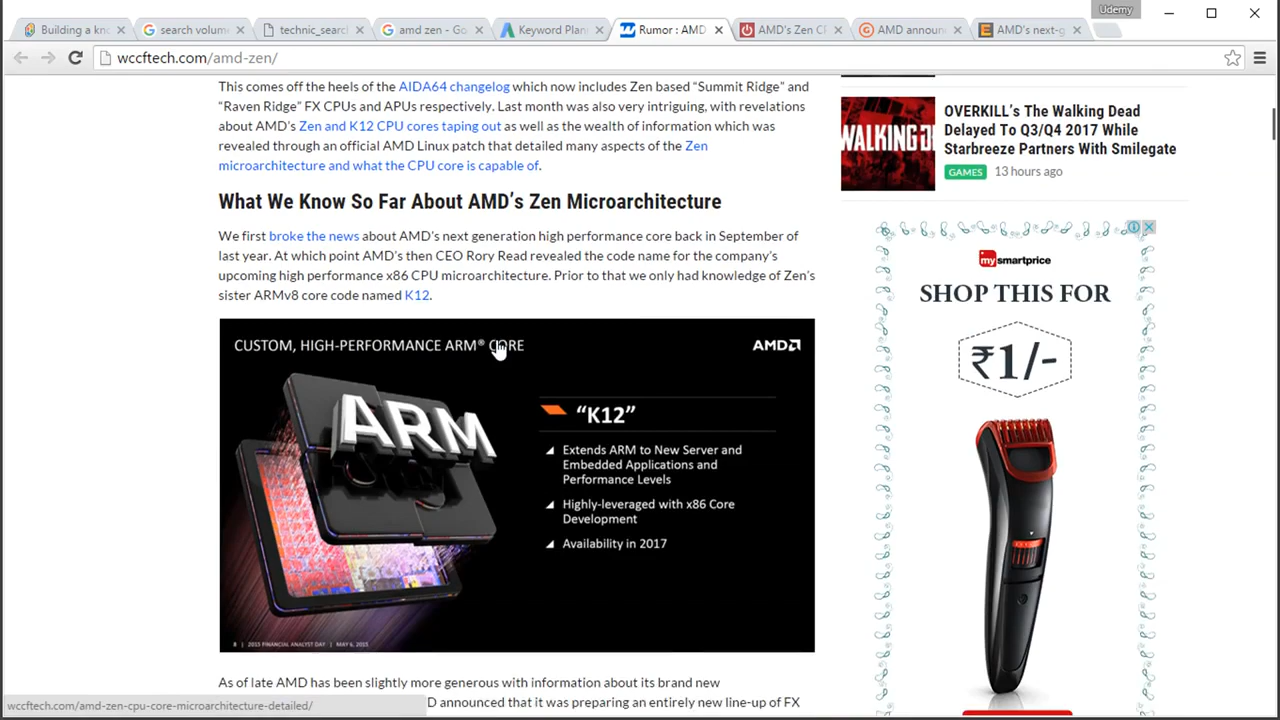 Udemy
Building a kn
search volum
technic_searc
amd zen - Go
Keyword Plan
Rumor : AMD
AMD's Zen CP
AMD announ
AMD's next-g
wccftech.com/amd-zen/
This comes off the heels of the AIDA64 changelog which now includes Zen based “Summit Ridge” and
“Raven Ridge” FX CPUs and APUs respectively. Last month was also very intriguing, with revelations
about AMD’s Zen and K12 CPU cores taping out as well as the wealth of information which was
revealed through an official AMD Linux patch that detailed many aspects of the Zen
microarchitecture and what the CPU core is capable of.
What We Know So Far About AMD’s Zen Microarchitecture
We first broke the news about AMD’s next generation high performance core back in September of
last year. At which point AMD’s then CEO Rory Read revealed the code name for the company’s
upcoming high performance x86 CPU microarchitecture. Prior to that we only had knowledge of Zen’s
sister ARMv8 core code named K12.
CUSTOM, HIGH-PERFORMANCE ARM® CORE
AMD
ARM
“K12”
Extends ARM to New Server and
Embedded Applications and
Performance Levels
Highly-leveraged with x86 Core
Development
Availability in 2017
8 | 2015 FINANCIAL ANALYST DAY | MAY 6, 2015
As of late AMD has been slightly more generous with information about its brand new
D announced that it was preparing an entirely new line-up of FX
wccftech.com/amd-zen-cpu-core-microarchitecture-detailed/
WALKING D
OVERKILL’s The Walking Dead
Delayed To Q3/Q4 2017 While
Starbreeze Partners With Smilegate
GAMES 13 hours ago
mysmartprice
SHOP THIS FOR
₹1/-